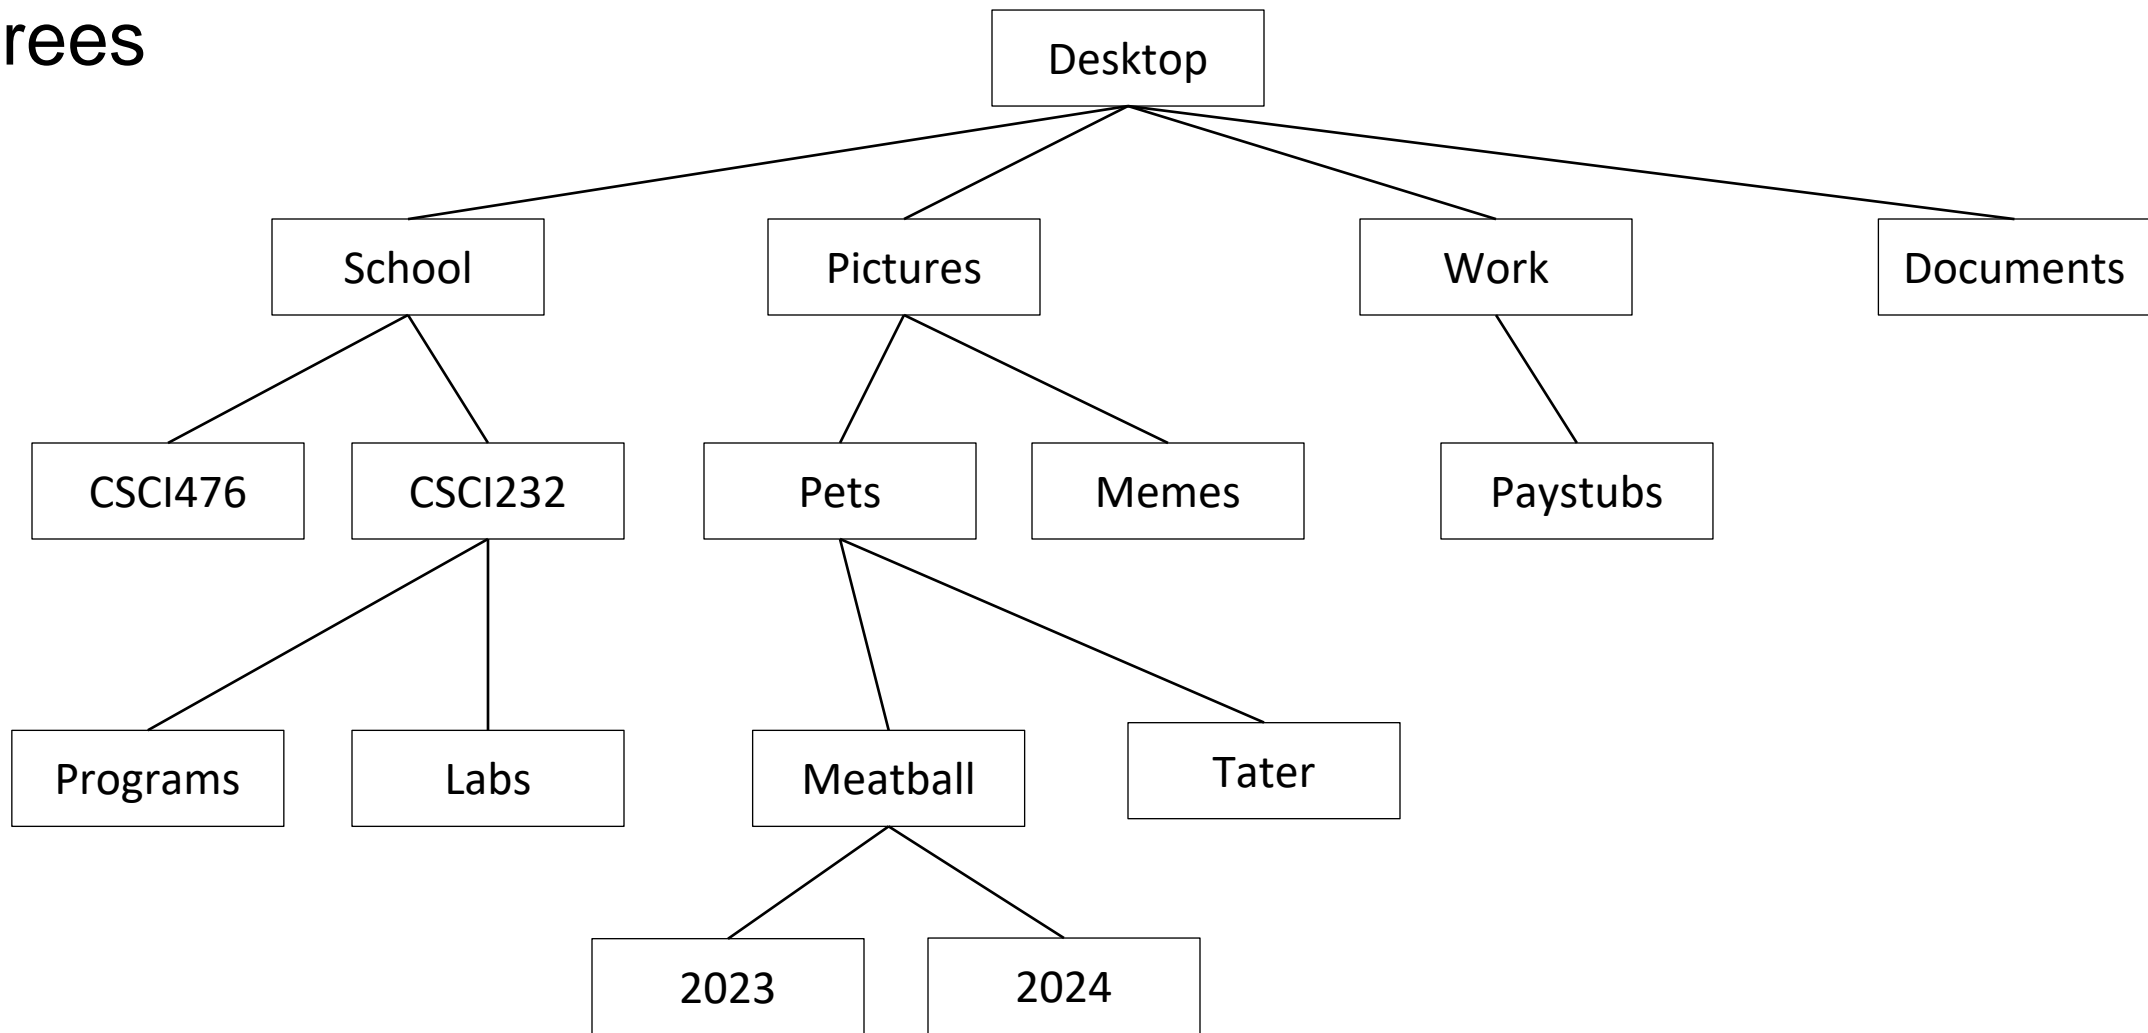 rees
Desktop
School
Pictures
Work
Documents
CSCI476
CSCI232
Pets
Memes
Paystubs
Programs
Labs
Meatball
Tater
2023
2024